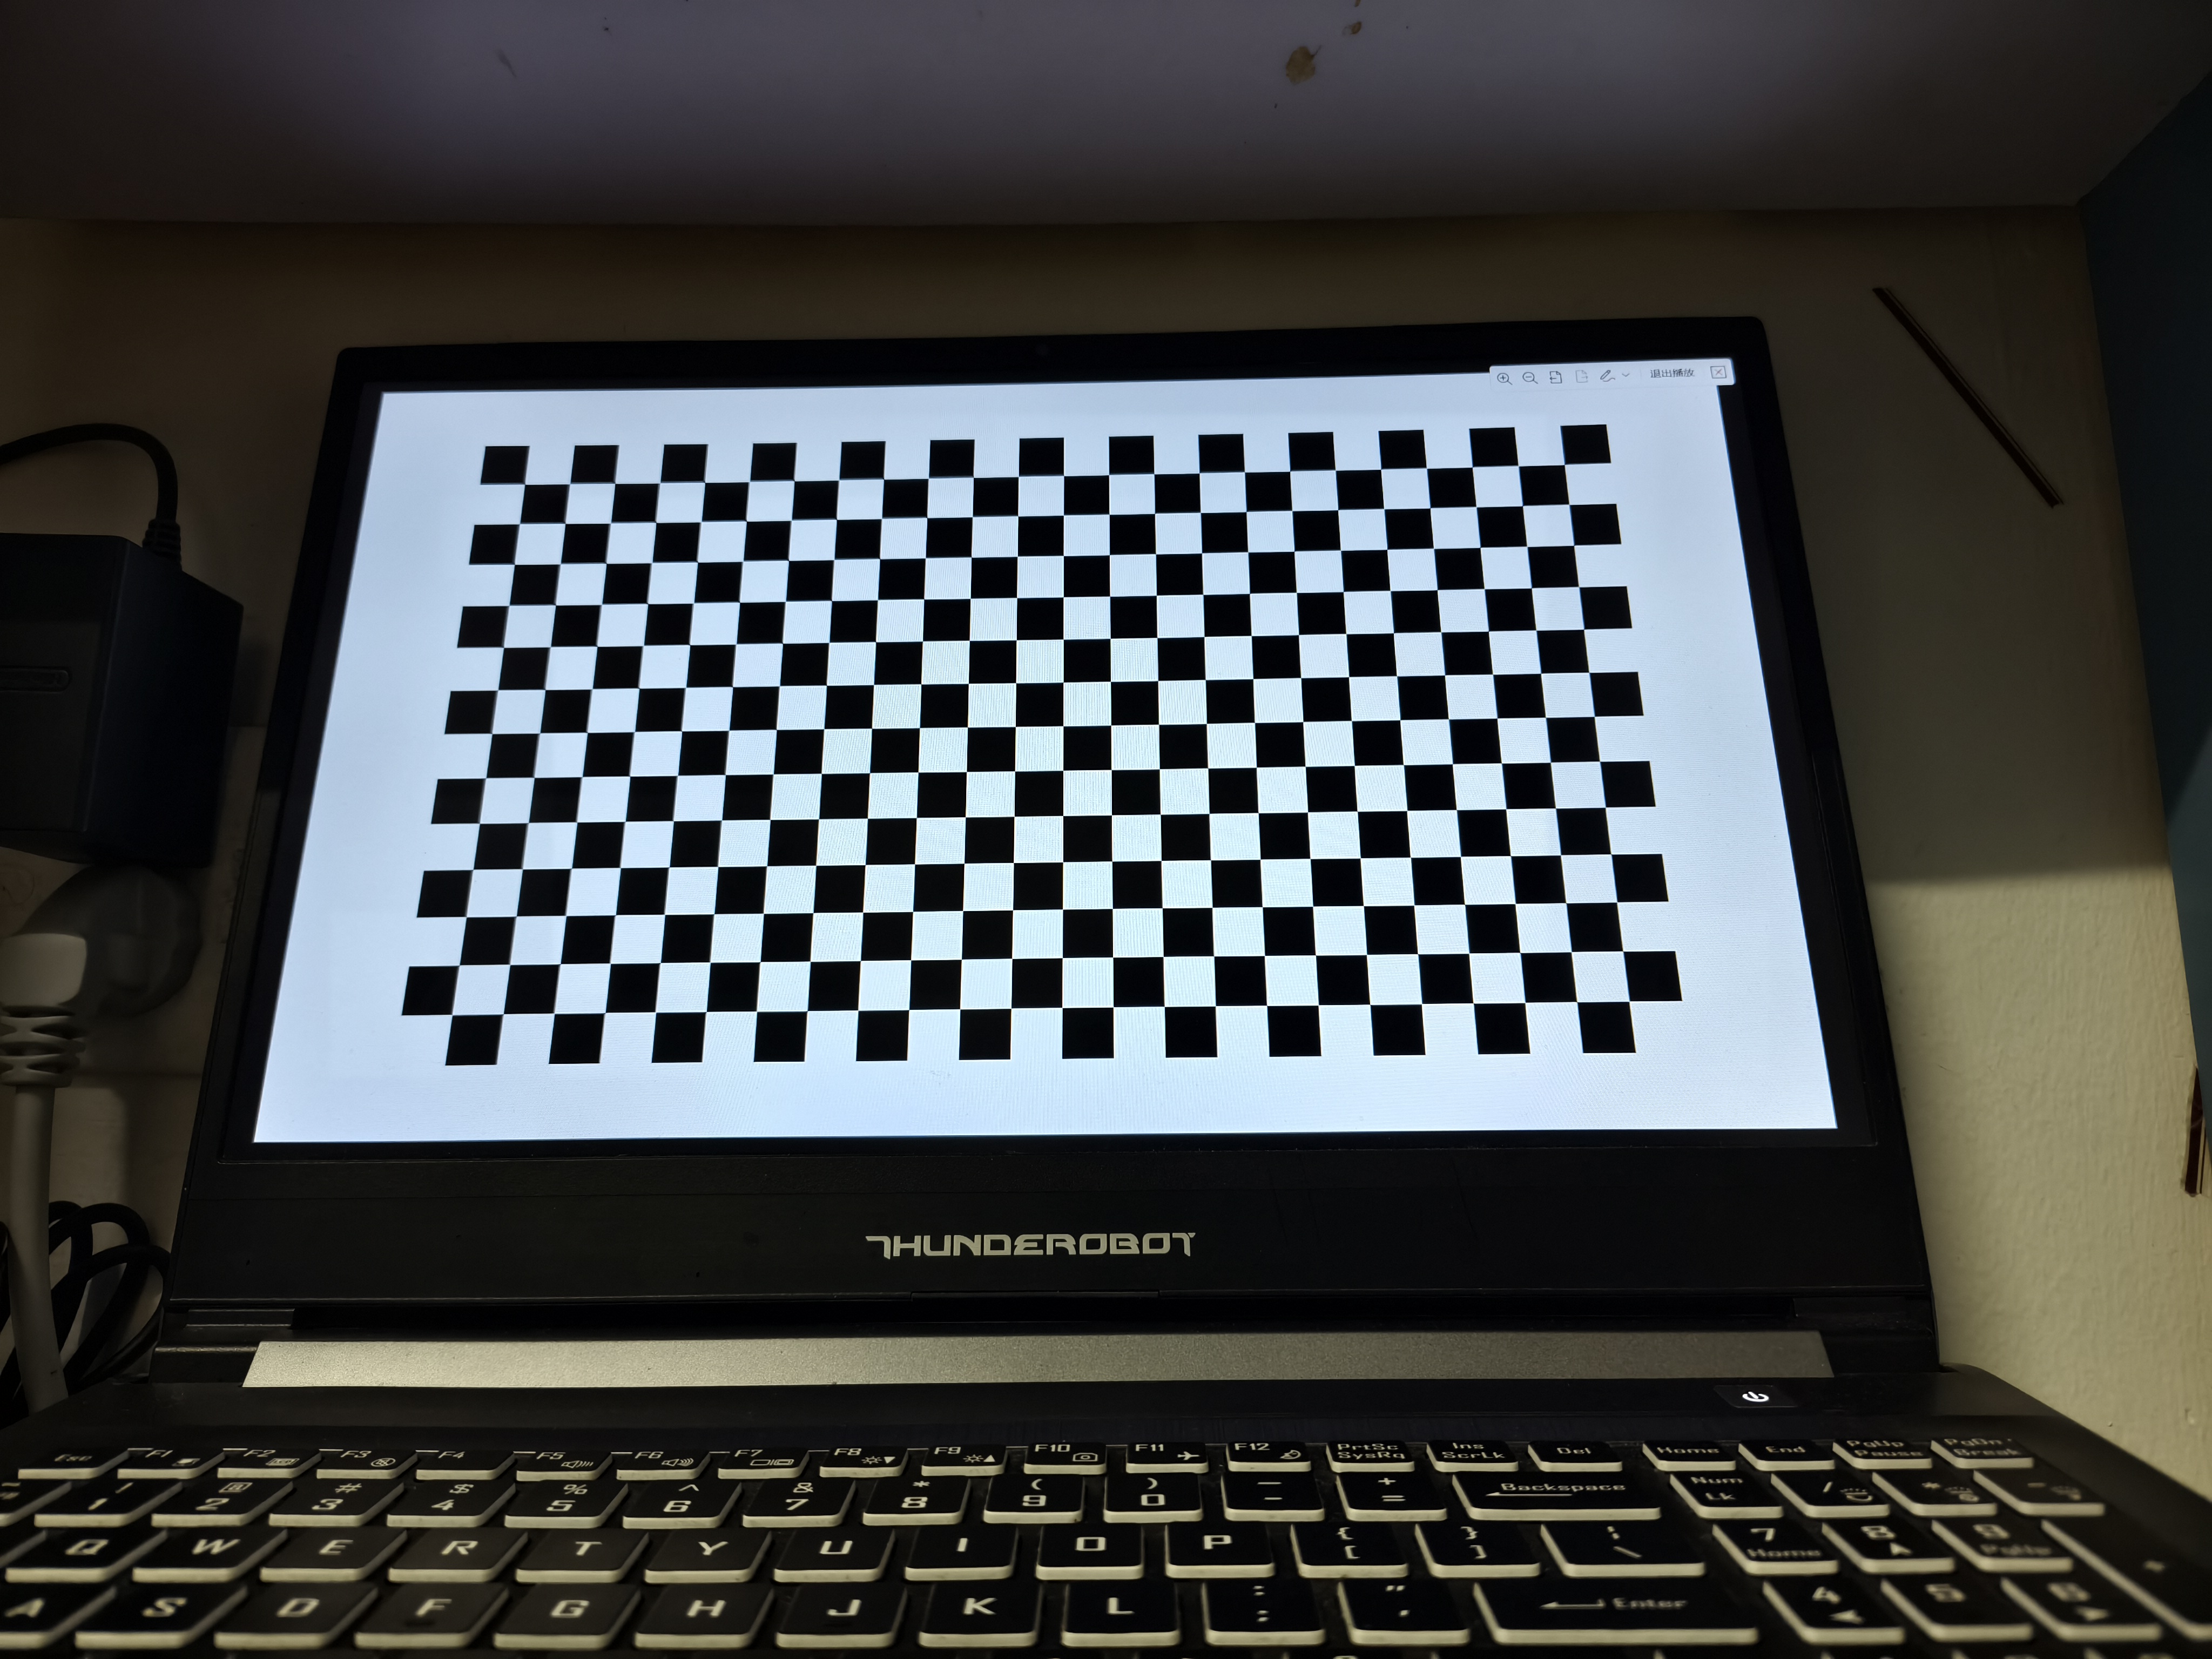 退出播放
THUNDEROBOT
Esc F1 F2 F3 F4 F5 F6 F7 F8 F9 F10 F11 F12 PrtSc SysRq Ins ScrLk Del Home End PgUp Pause PgDn Break
! 1 @ 2 # 3 $ 4 % 5 ^ 6 & 7 * 8 ( 9 ) 0 _ - + = Backspace Num Lk / * -
Q W E R T Y U I O P { [ } ] | \ 7 Home 8 9 PgUp +
A S D F G H J K L : ; " ' Enter 4 5 6